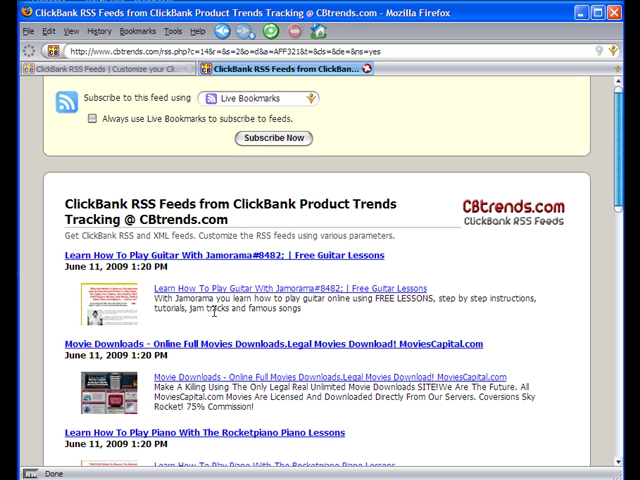 ClickBank RSS Feeds from ClickBank Product Trends Tracking @ CBtrends.com - Mozilla Firefox
File Edit View History Bookmarks Tools Help
http://www.cbtrends.com/rss.php?c=14&r=&s=2&o=d&a=AFF321&t=&ds=&de=&ns=yes
ClickBank RSS Feeds | Customize your Cli...
ClickBank RSS Feeds from ClickBan...
Subscribe to this feed using Live Bookmarks
Always use Live Bookmarks to subscribe to feeds.
Subscribe Now
ClickBank RSS Feeds from ClickBank Product Trends
Tracking @ CBtrends.com
CBtrends.com
ClickBank RSS Feeds
Get ClickBank RSS and XML feeds. Customize the RSS feeds using various parameters.
Learn How To Play Guitar With Jamorama#8482; | Free Guitar Lessons
June 11, 2009 1:20 PM
Learn How To Play Guitar With Jamorama#8482; | Free Guitar Lessons
With Jamorama you learn how to play guitar online using FREE LESSONS, step by step instructions,
tutorials, jam tracks and famous songs
Movie Downloads - Online Full Movies Downloads.Legal Movies Download! MoviesCapital.com
June 11, 2009 1:20 PM
Movie Downloads - Online Full Movies Downloads.Legal Movies Download! MoviesCapital.com
Make A Killing Using The Only Legal Real Unlimited Movie Downloads SITE!We Are The Future. All
MoviesCapital.com Movies Are Licensed And Downloaded Directly From Our Servers. Coversions Sky
Rocket! 75% Commission!
Learn How To Play Piano With The Rocketpiano Piano Lessons
June 11, 2009 1:20 PM
Learn How To Play Piano With The Rocketpiano Piano Lessons
Done